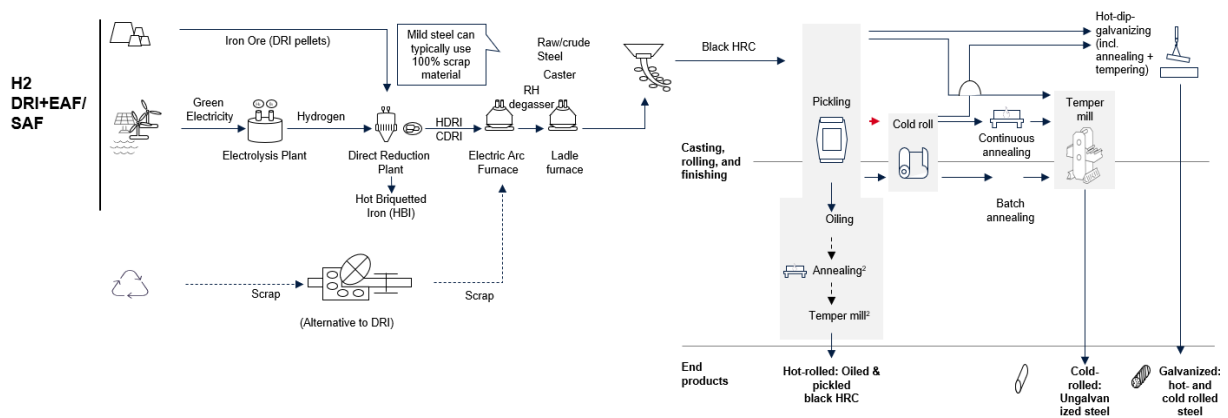 H2
DRI+EAF/
SAF
Iron Ore (DRI pellets)
Mild steel can
typically use
100% scrap
material
Raw/crude
Steel
Caster
RH
degasser
Green
Electricity
Hydrogen
HDRI
CDRI
Electrolysis Plant
Direct Reduction
Plant
Electric Arc
Furnace
Ladle
furnace
Hot Briquetted
Iron (HBI)
Scrap
Scrap
(Alternative to DRI)
Black HRC
Casting,
rolling, and
finishing
Pickling
Cold roll
Continuous
annealing
Batch
annealing
Temper
mill
Hot-dip-
galvanizing
(incl.
annealing +
tempering)
Oiling
Annealing²
Temper mill²
End
products
Hot-rolled: Oiled &
pickled
black HRC
Cold-
rolled:
Ungalvan
ized steel
Galvanized:
hot- and
cold rolled
steel